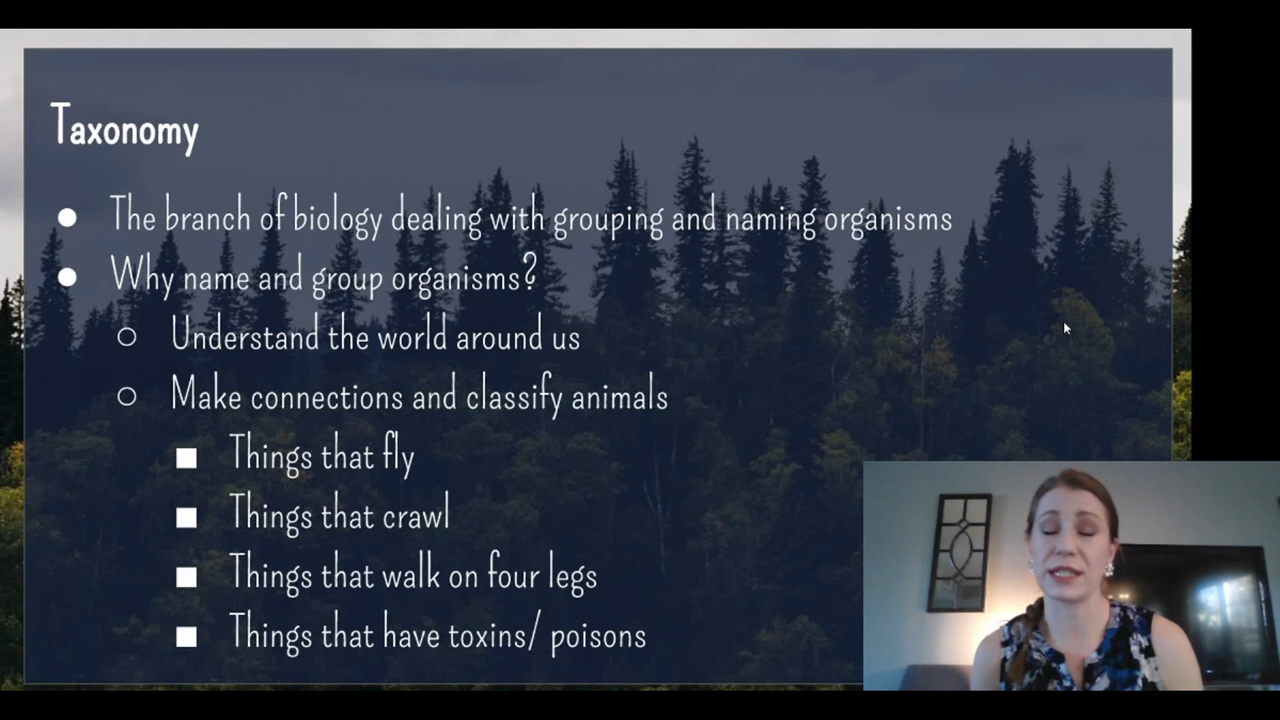 Taxonomy
The branch of biology dealing with grouping and naming organisms
Why name and group organisms?
Understand the world around us
Make connections and classify animals
Things that fly
Things that crawl
Things that walk on four legs
Things that have toxins/ poisons